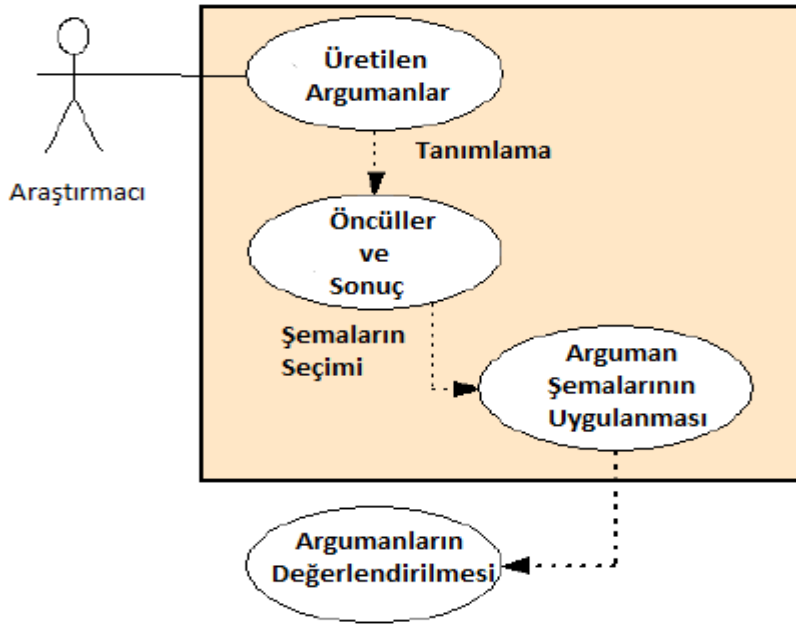 Üretilen
Argumanlar
Tanımlama
Araştırmacı
Öncüller
ve
Sonuç
Şemaların
Seçimi
Arguman
Şemalarının
Uygulanması
Argumanların
Değerlendirilmesi